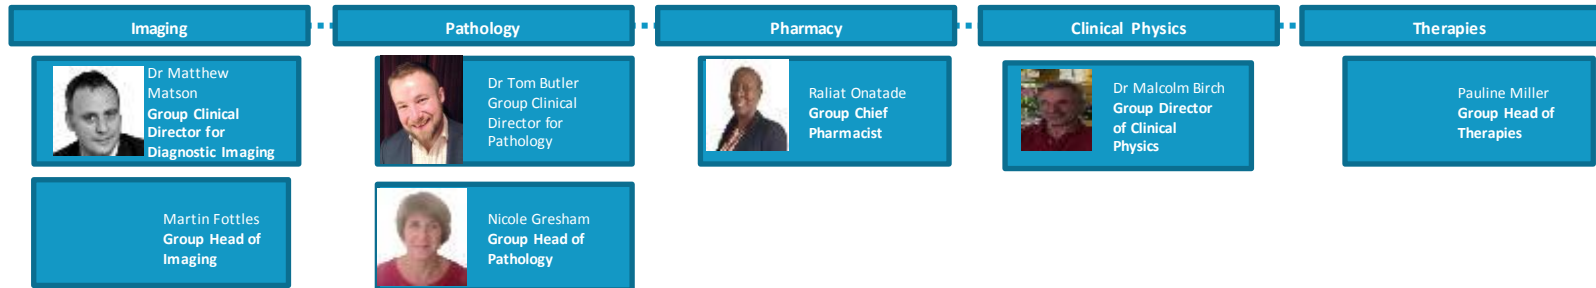 Imaging
Pathology
Pharmacy
Clinical Physics
Therapies
Dr Matthew
Matson
Group Clinical
Director for
Diagnostic Imaging
Dr Tom Butler
Group Clinical
Director for
Pathology
Raliat Onatade
Group Chief
Pharmacist
Dr Malcolm Birch
Group Director
of Clinical
Physics
Pauline Miller
Group Head of
Therapies
Martin Fottles
Group Head of
Imaging
Nicole Gresham
Group Head of
Pathology